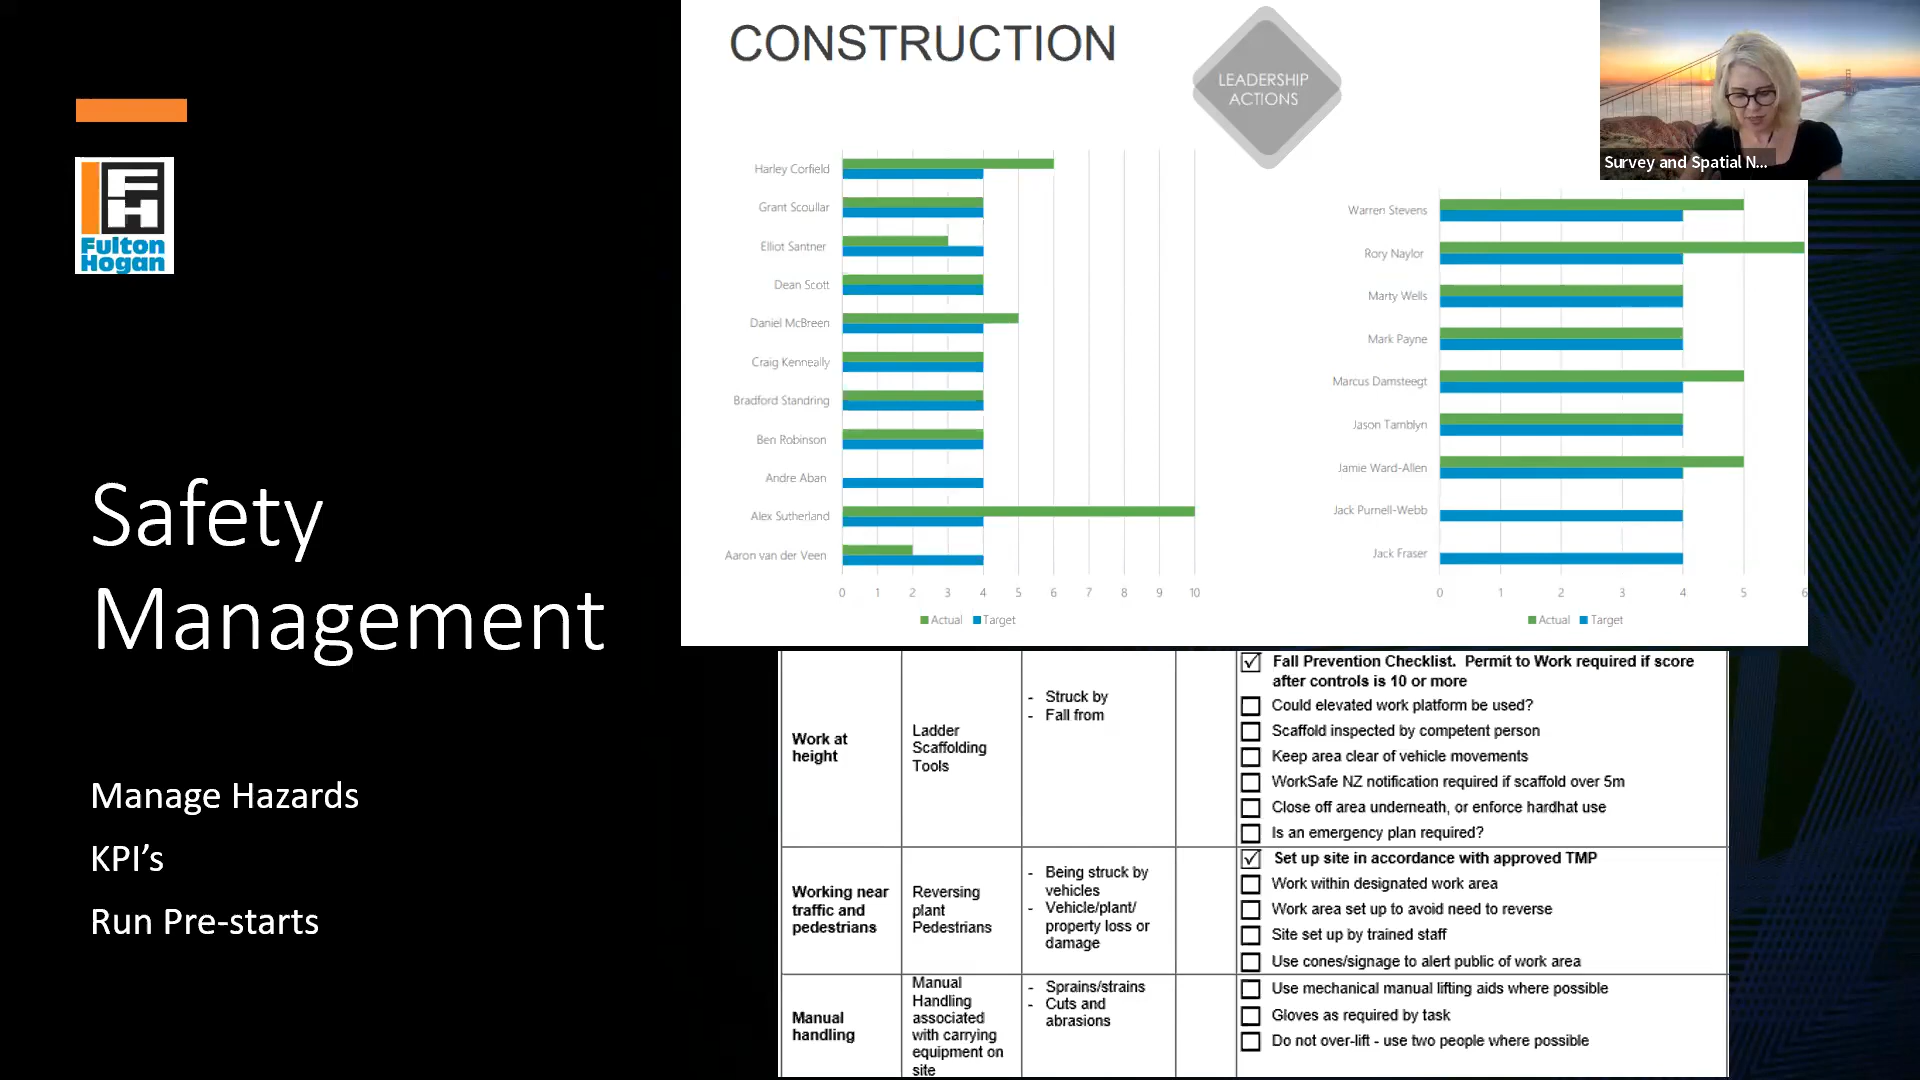 Fulton
Hogan
Safety
Management
Manage Hazards
KPI's
Run Pre-starts
CONSTRUCTION
LEADERSHIP
ACTIONS
Survey and Spatial N...
Harley Corfield
Grant Scoullar
Elliot Santner
Dean Scott
Daniel McBreen
Craig Kenneally
Bradford Standring
Ben Robinson
Andre Aban
Alex Sutherland
Aaron van der Veen
0 1 2 3 4 5 6 7 8 9 10
Actual Target
Warren Stevens
Rory Naylor
Marty Wells
Mark Payne
Marcus Damsteegt
Jason Tamblyn
Jamie Ward-Allen
Jack Purnell-Webb
Jack Fraser
0 1 2 3 4 5 6
Actual Target
Work at
height
Ladder
Scaffolding
Tools
- Struck by
- Fall from
Fall Prevention Checklist. Permit to Work required if score
after controls is 10 or more
Could elevated work platform be used?
Scaffold inspected by competent person
Keep area clear of vehicle movements
WorkSafe NZ notification required if scaffold over 5m
Close off area underneath, or enforce hardhat use
Is an emergency plan required?
Working near
traffic and
pedestrians
Reversing
plant
Pedestrians
- Being struck by
vehicles
- Vehicle/plant/
property loss or
damage
Set up site in accordance with approved TMP
Work within designated work area
Work area set up to avoid need to reverse
Site set up by trained staff
Use cones/signage to alert public of work area
Manual
handling
Manual
Handling
associated
with carrying
equipment on
site
- Sprains/strains
- Cuts and
abrasions
Use mechanical manual lifting aids where possible
Gloves as required by task
Do not over-lift - use two people where possible